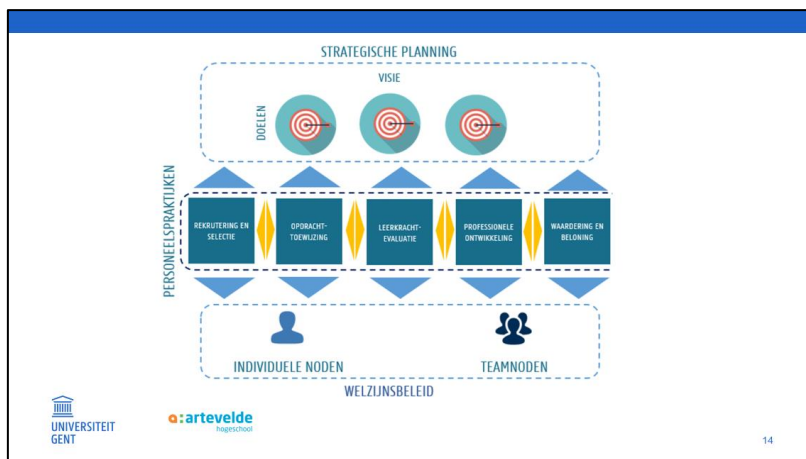 STRATEGISCHE PLANNING
VISIE
DOELEN
PERSONEELSPRAKTIJKEN
REKRUTERING EN
SELECTIE
OPDRACHT-
TOEWIJZING
LEERKRACHT-
EVALUATIE
PROFESSIONELE
ONTWIKKELING
WAARDERING EN
BELONING
INDIVIDUELE NODEN
TEAMNODEN
WELZIJNSBELEID
UNIVERSITEIT
GENT
a:artevelde
hogeschool
14